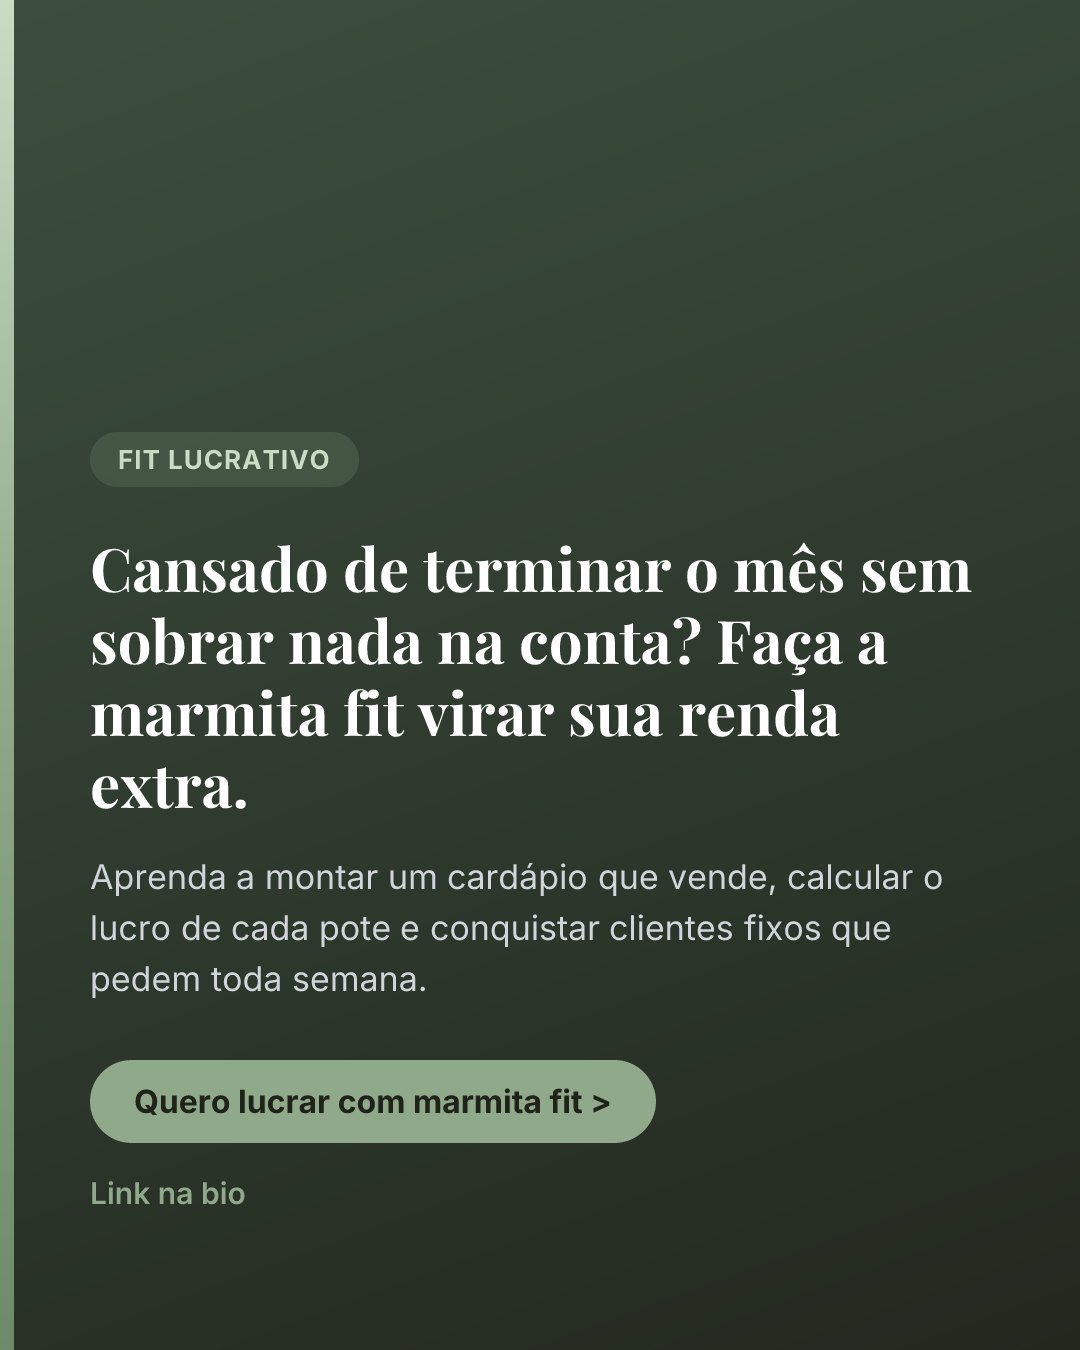 FIT LUCRATIVO
Cansado de terminar o mês sem
sobrar nada na conta? Faça a
marmita fit virar sua renda
extra.
Aprenda a montar um cardápio que vende, calcular o
lucro de cada pote e conquistar clientes fixos que
pedem toda semana.
Quero lucrar com marmita fit >
Link na bio